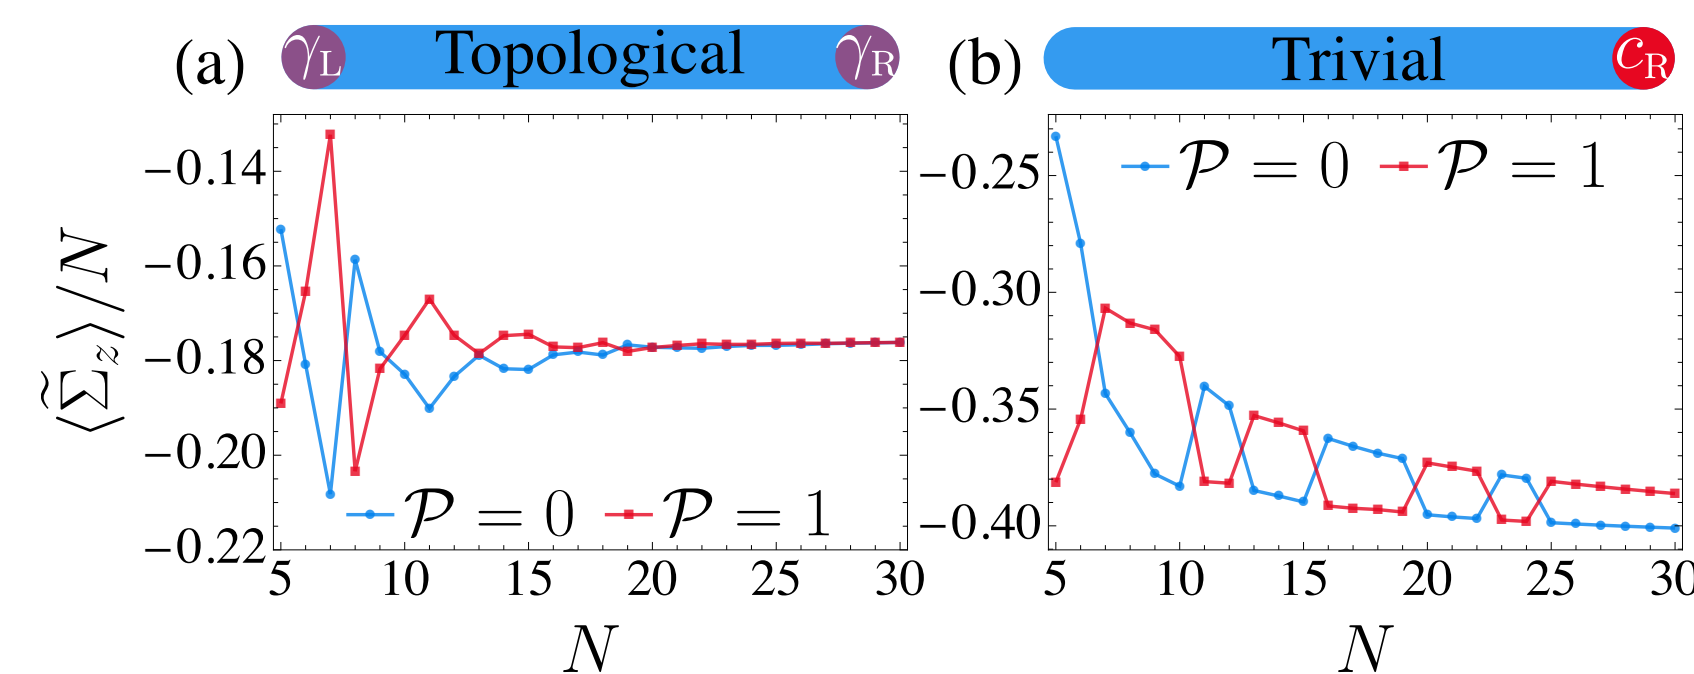 (a) γL Topological γR
(b) Trivial cR
⟨Σ̃z⟩/N
−0.14
−0.16
−0.18
−0.20
−0.22
𝒫 = 0 𝒫 = 1
5 10 15 20 25 30
N
−0.25
−0.30
−0.35
−0.40
𝒫 = 0 𝒫 = 1
5 10 15 20 25 30
N